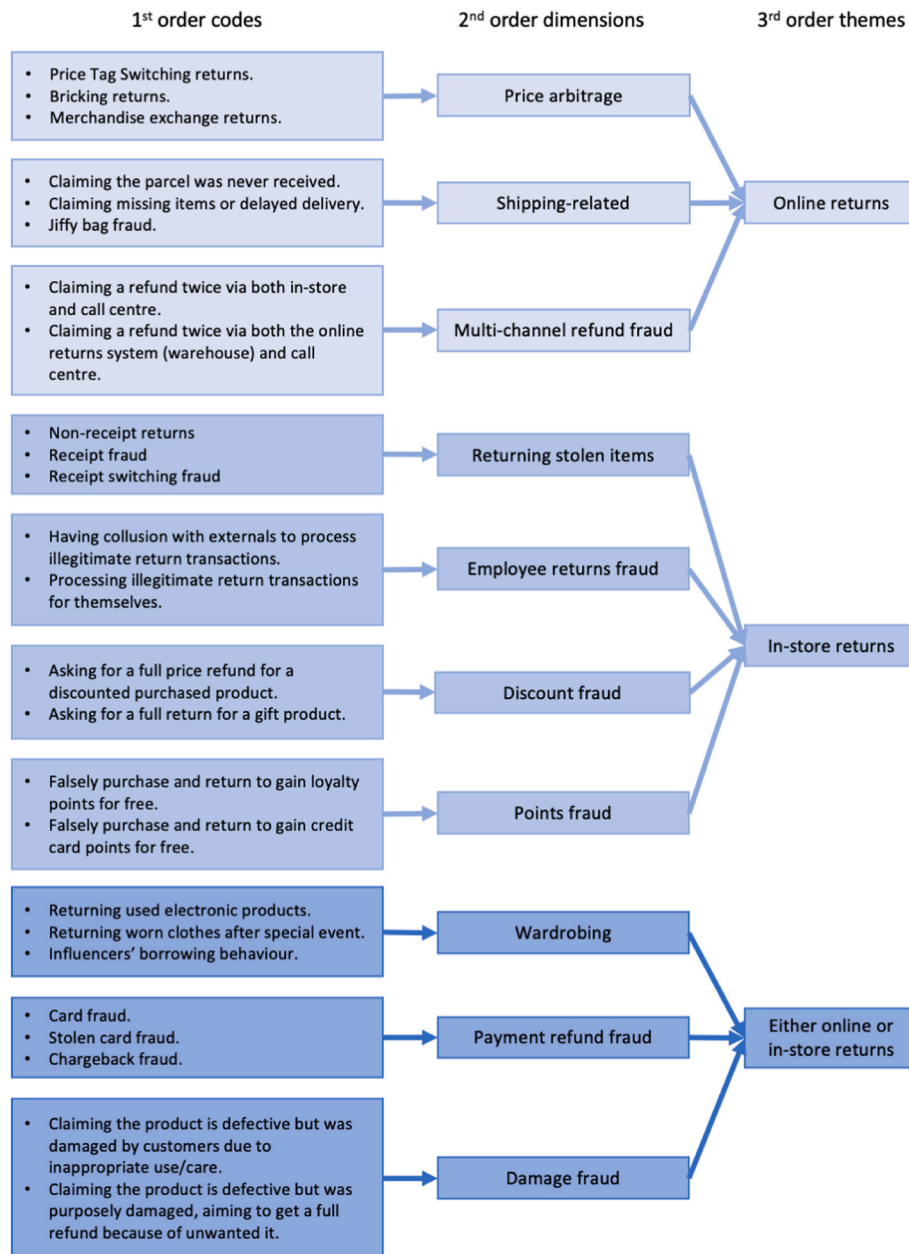 1st order codes
2nd order dimensions
3rd order themes
• Price Tag Switching returns.
• Bricking returns.
• Merchandise exchange returns.
Price arbitrage
• Claiming the parcel was never received.
• Claiming missing items or delayed delivery.
• Jiffy bag fraud.
Shipping-related
Online returns
• Claiming a refund twice via both in-store
and call centre.
• Claiming a refund twice via both the online
returns system (warehouse) and call
centre.
Multi-channel refund fraud
• Non-receipt returns
• Receipt fraud
• Receipt switching fraud
Returning stolen items
• Having collusion with externals to process
illegitimate return transactions.
• Processing illegitimate return transactions
for themselves.
Employee returns fraud
In-store returns
• Asking for a full price refund for a
discounted purchased product.
• Asking for a full return for a gift product.
Discount fraud
• Falsely purchase and return to gain loyalty
points for free.
• Falsely purchase and return to gain credit
card points for free.
Points fraud
• Returning used electronic products.
• Returning worn clothes after special event.
• Influencers' borrowing behaviour.
Wardrobing
• Card fraud.
• Stolen card fraud.
• Chargeback fraud.
Payment refund fraud
Either online or
in-store returns
• Claiming the product is defective but was
damaged by customers due to
inappropriate use/care.
• Claiming the product is defective but was
purposely damaged, aiming to get a full
refund because of unwanted it.
Damage fraud